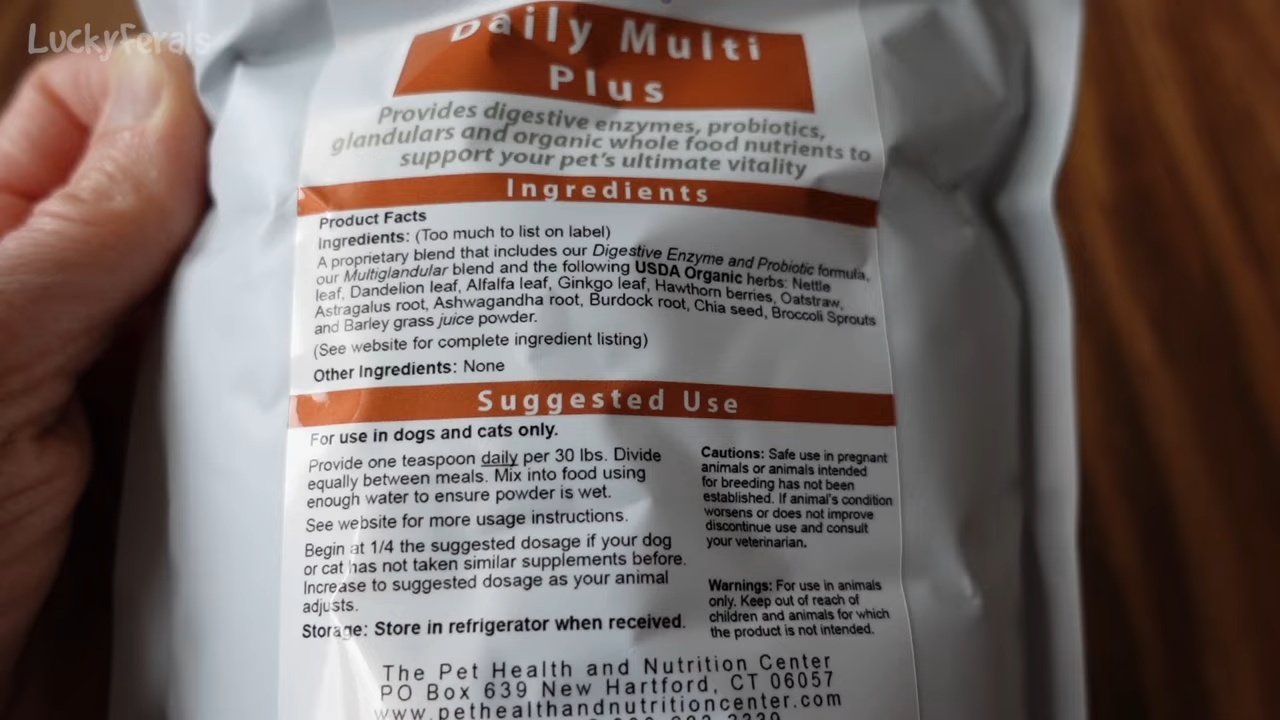 LuckyFerals
Daily Multi
Plus
Provides digestive enzymes, probiotics,
glandulars and organic whole food nutrients to
support your pet's ultimate vitality
Ingredients
Product Facts
Ingredients: (Too much to list on label)
A proprietary blend that includes our Digestive Enzyme and Probiotic formula,
our Multiglandular blend and the following USDA Organic herbs: Nettle
leaf, Dandelion leaf, Alfalfa leaf, Ginkgo leaf, Hawthorn berries, Oatstraw,
Astragalus root, Ashwagandha root, Burdock root, Chia seed, Broccoli Sprouts
and Barley grass juice powder.
(See website for complete ingredient listing)
Other Ingredients: None
Suggested Use
For use in dogs and cats only.
Provide one teaspoon daily per 30 lbs. Divide
equally between meals. Mix into food using
enough water to ensure powder is wet.
See website for more usage instructions.
Begin at 1/4 the suggested dosage if your dog
or cat has not taken similar supplements before.
Increase to suggested dosage as your animal
adjusts.
Storage: Store in refrigerator when received.
Cautions: Safe use in pregnant
animals or animals intended
for breeding has not been
established. If animal's condition
worsens or does not improve
discontinue use and consult
your veterinarian.
Warnings: For use in animals
only. Keep out of reach of
children and animals for which
the product is not intended.
The Pet Health and Nutrition Center
PO Box 639 New Hartford, CT 06057
www.pethealthandnutritioncenter.com